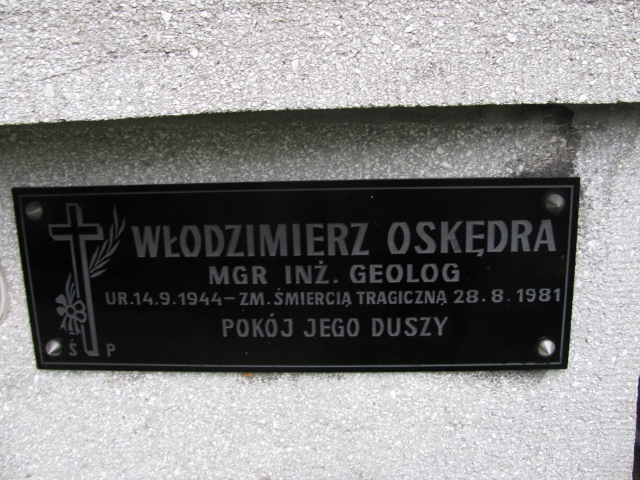 WŁODZIMIERZ OSKĘDRA
MGR INŻ. GEOLOG
UR.14.9.1944 – ZM. ŚMIERCIĄ TRAGICZNĄ 28.8.1981
POKÓJ JEGO DUSZY
Ś P